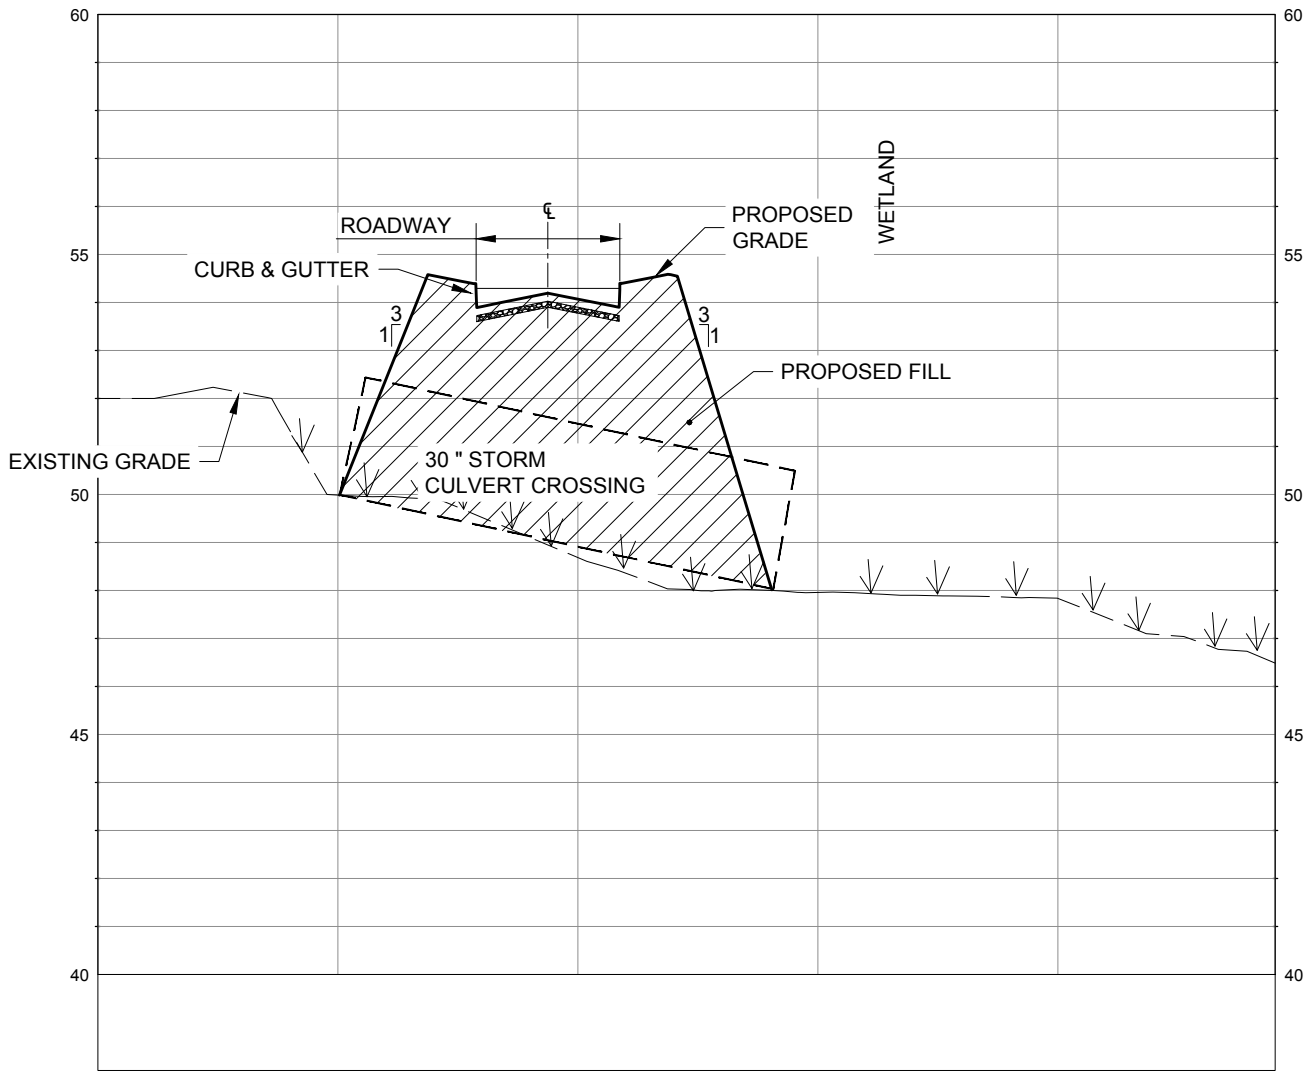 60
60
WETLAND
℄
ROADWAY
PROPOSED
GRADE
55
55
CURB & GUTTER
3
1
3
1
PROPOSED FILL
EXISTING GRADE
30 " STORM
CULVERT CROSSING
50
50
45
45
40
40